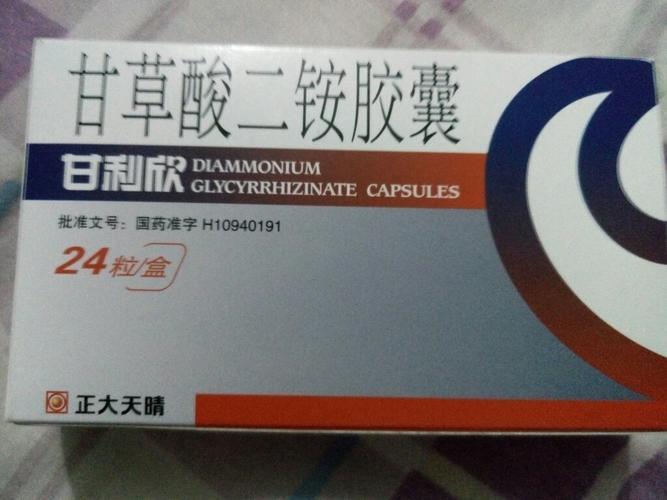 甘草酸二铵胶囊
甘利欣 DIAMMONIUM
GLYCYRRHIZINATE CAPSULES
批准文号：国药准字 H10940191
24粒/盒
正大天晴